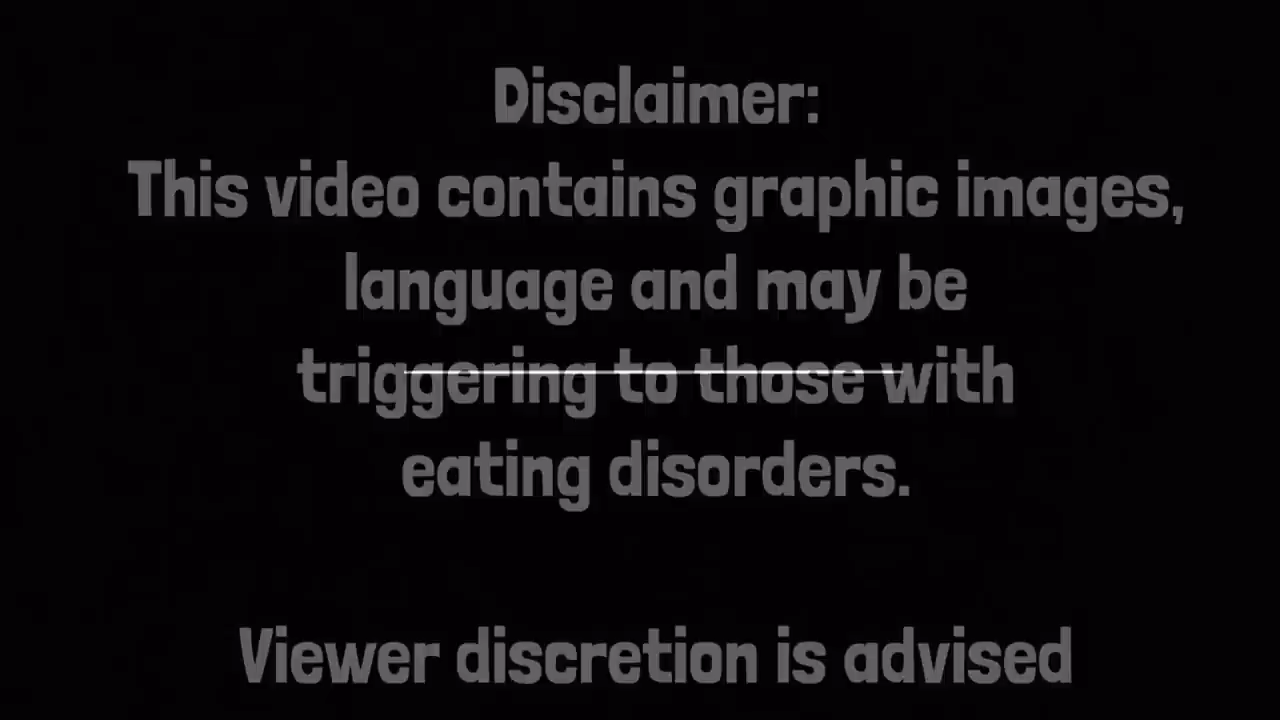 Disclaimer:
This video contains graphic images,
language and may be
triggering to those with
eating disorders.
Viewer discretion is advised